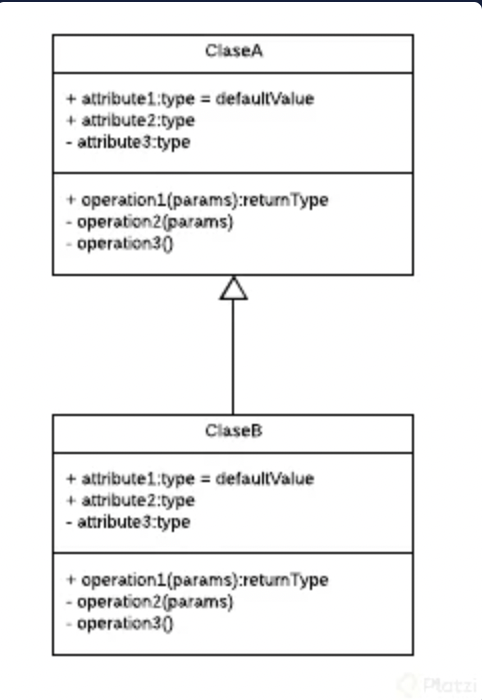 ClaseA
+ attribute1:type = defaultValue
+ attribute2:type
- attribute3:type
+ operation1(params):returnType
- operation2(params)
- operation3()
ClaseB
+ attribute1:type = defaultValue
+ attribute2:type
- attribute3:type
+ operation1(params):returnType
- operation2(params)
- operation3()
Platzi